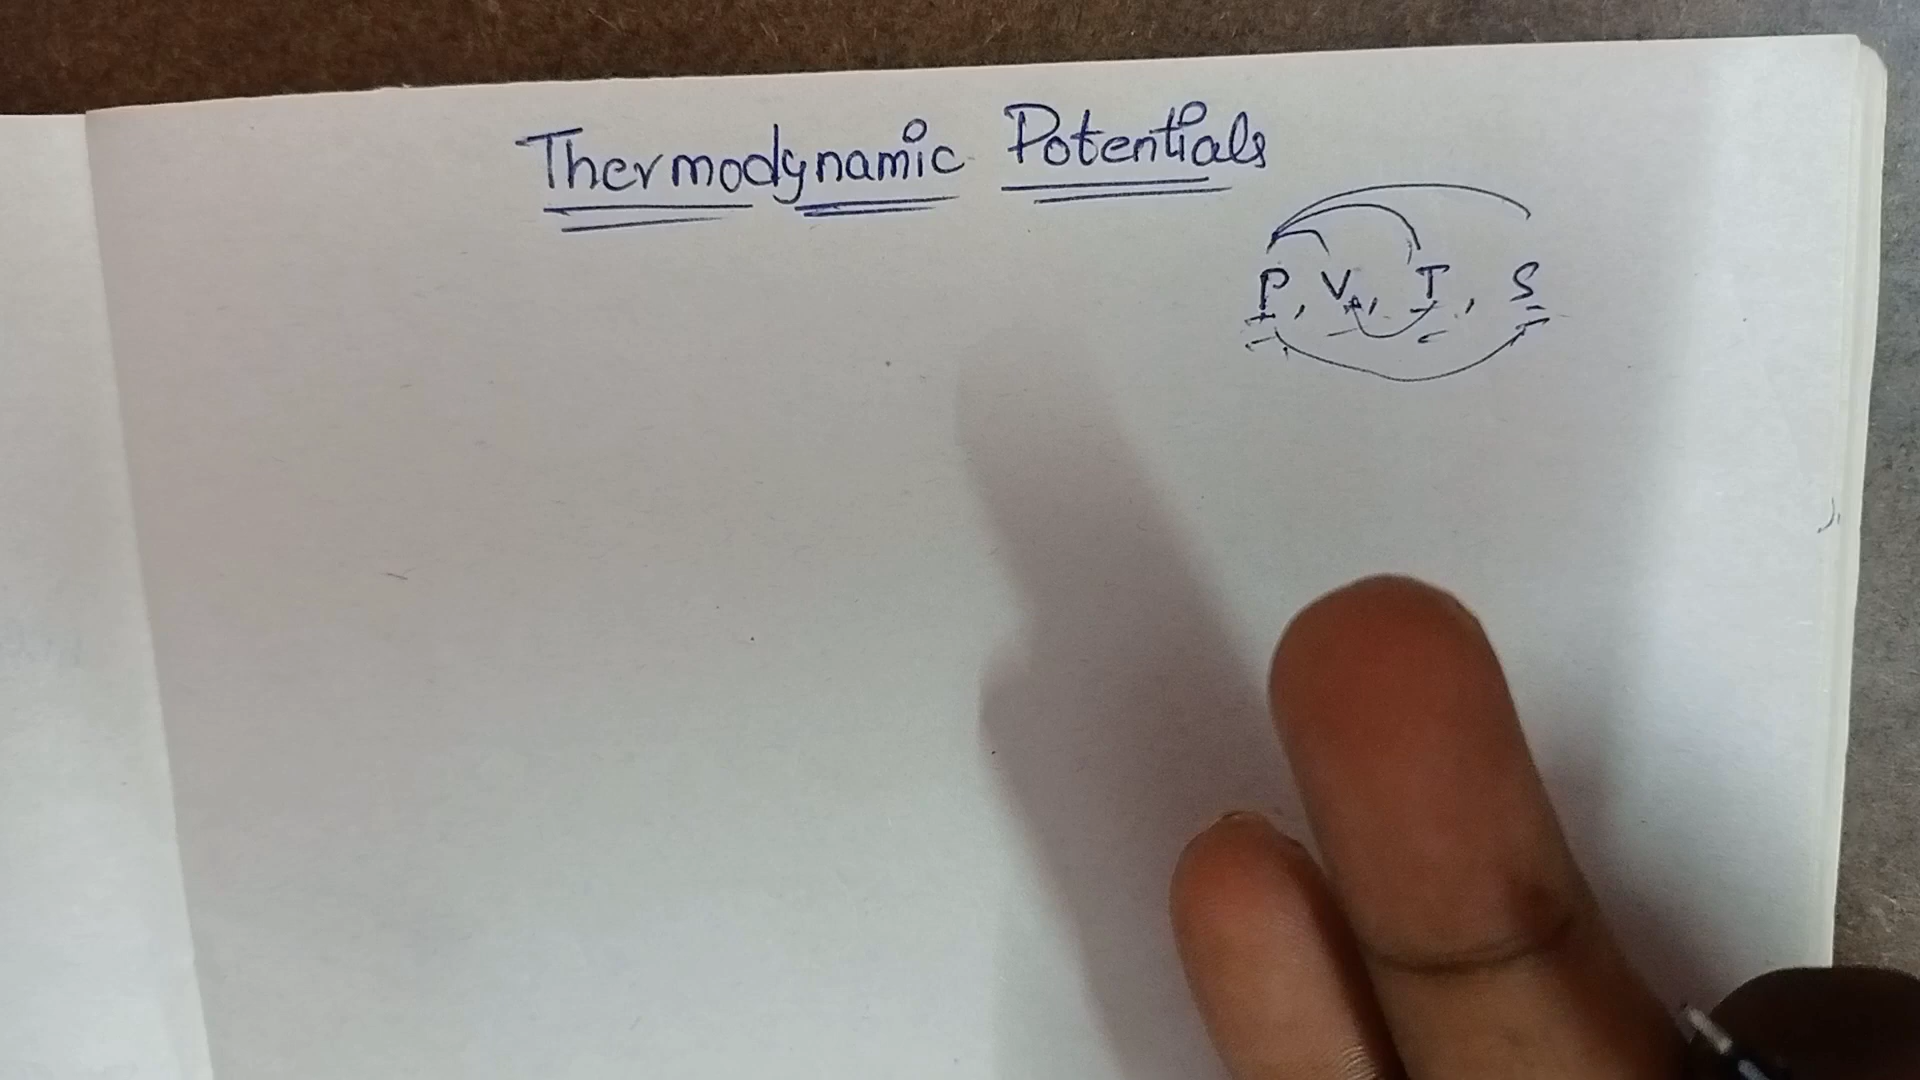 Thermodynamic Potentials
P, V, T, S